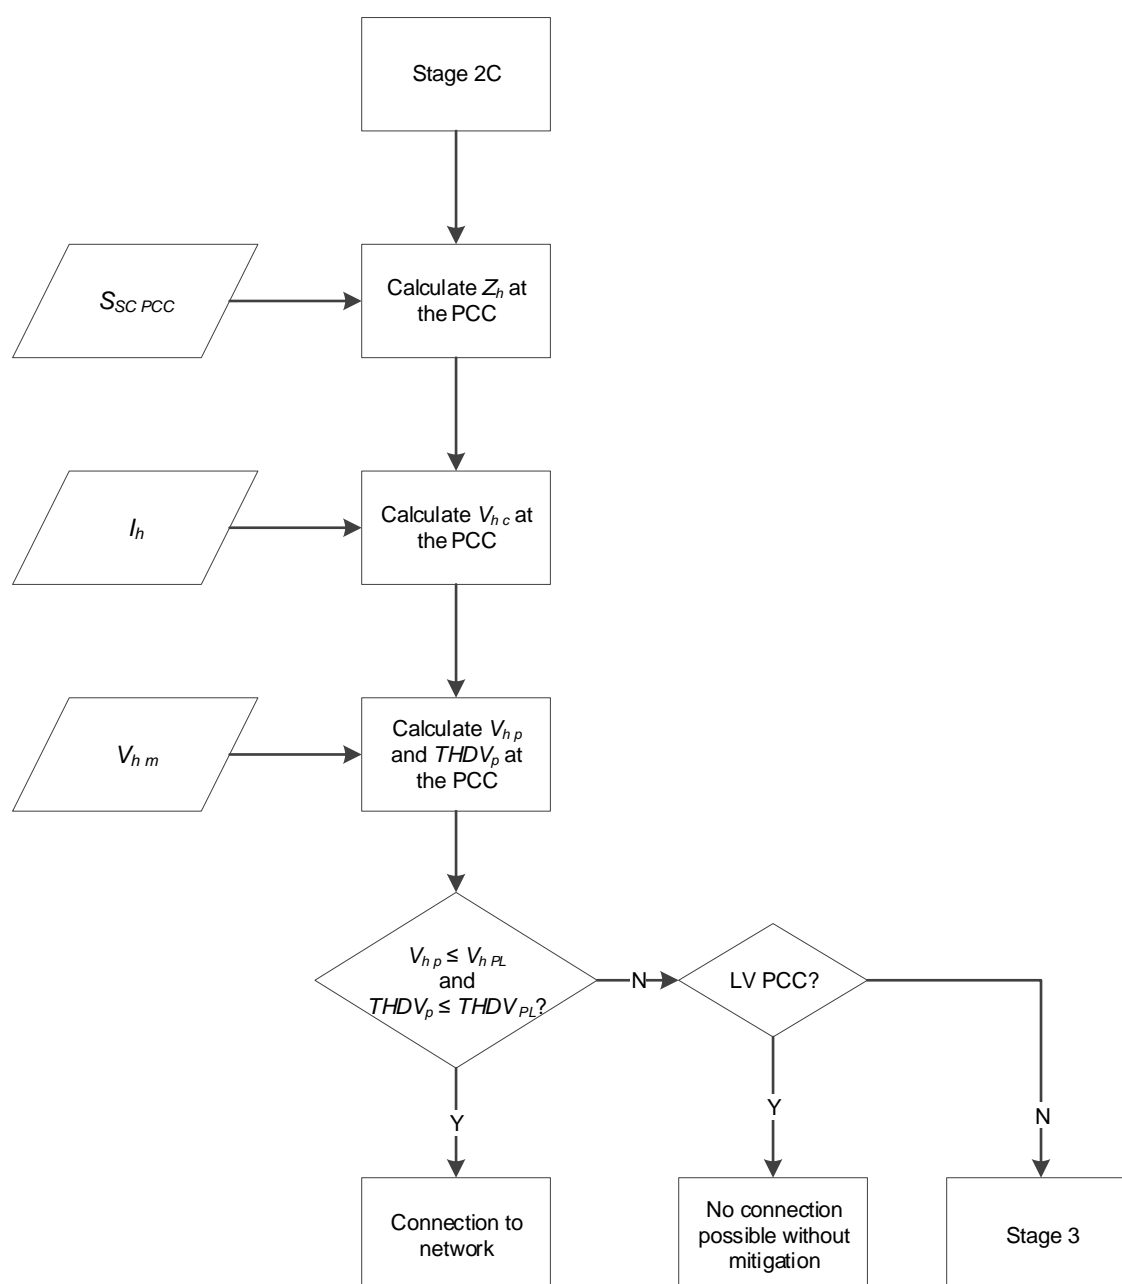 Stage 2C
S SC PCC
Calculate Zh at
the PCC
Ih
Calculate Vh c at
the PCC
Vh m
Calculate Vh p
and THDVp at
the PCC
Vh p ≤ Vh PL
and
THDVp ≤ THDV PL?
N
LV PCC?
Y
Y
N
Connection to
network
No connection
possible without
mitigation
Stage 3